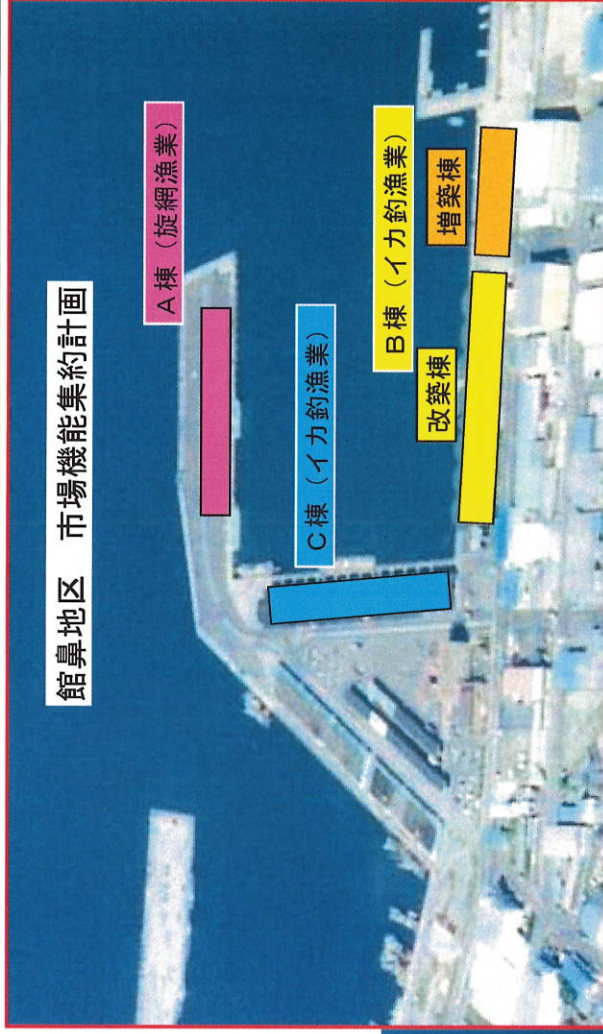 館鼻地区　市場機能集約計画
A棟（旋網漁業）
C棟（イカ釣漁業）
B棟（イカ釣漁業）
改築棟
増築棟